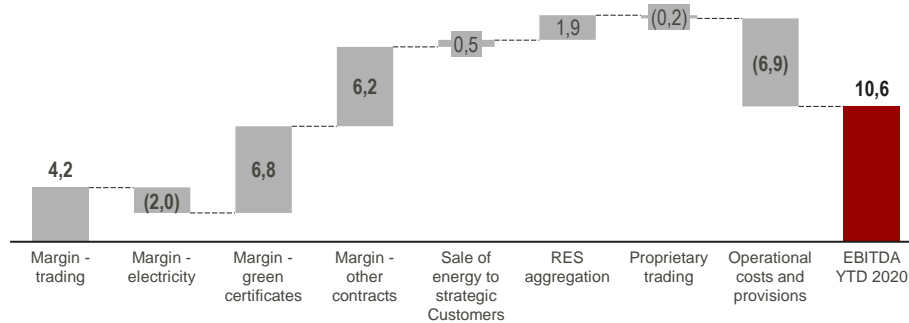 4,2
(2,0)
6,8
6,2
0,5
1,9
(0,2)
(6,9)
10,6
Margin -
trading
Margin -
electricity
Margin -
green
certificates
Margin -
other
contracts
Sale of
energy to
strategic
Customers
RES
aggregation
Proprietary
trading
Operational
costs and
provisions
EBITDA
YTD 2020